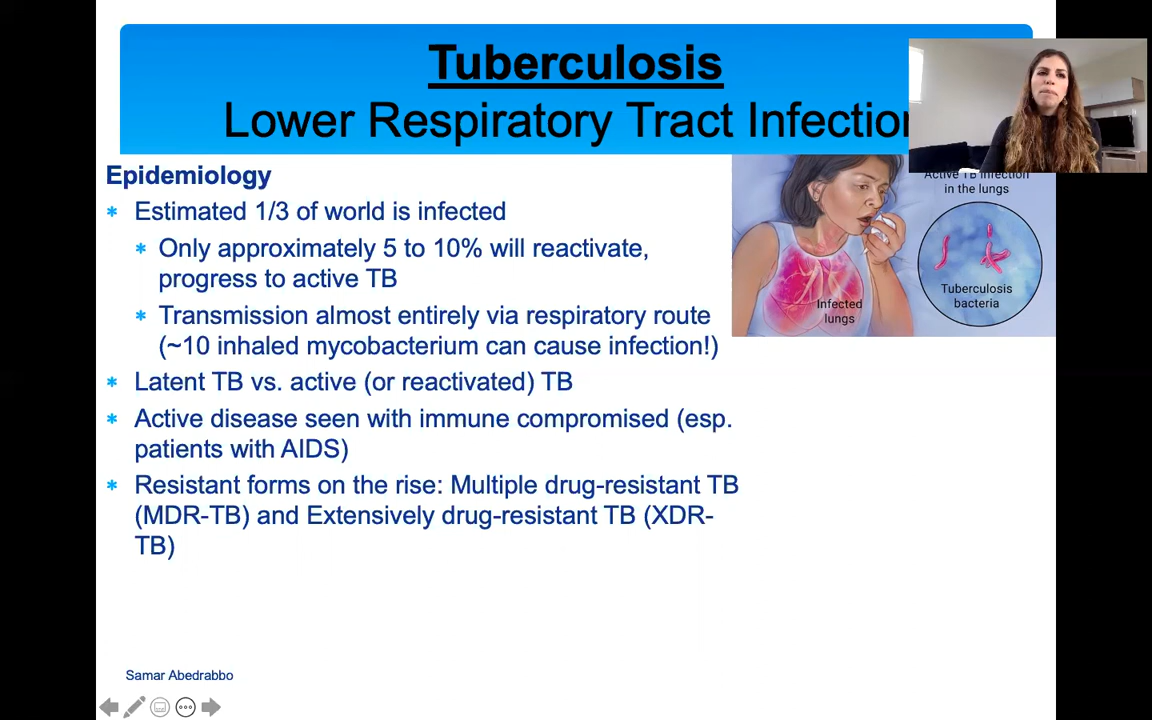 Tuberculosis
Lower Respiratory Tract Infection
Epidemiology
* Estimated 1/3 of world is infected
* Only approximately 5 to 10% will reactivate,
progress to active TB
* Transmission almost entirely via respiratory route
(~10 inhaled mycobacterium can cause infection!)
* Latent TB vs. active (or reactivated) TB
* Active disease seen with immune compromised (esp.
patients with AIDS)
* Resistant forms on the rise: Multiple drug-resistant TB
(MDR-TB) and Extensively drug-resistant TB (XDR-
TB)
Active TB infection
in the lungs
Tuberculosis
bacteria
Infected
lungs
Samar Abedrabbo